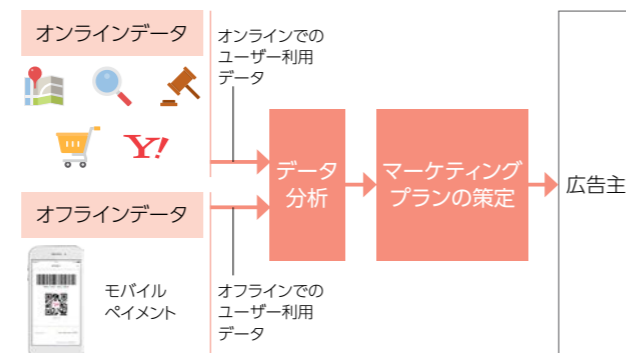 オンラインデータ
オンラインでの
ユーザー利用
データ
Y!
データ
分析
マーケティング
プランの策定
広告主
オフラインデータ
モバイル
ペイメント
オフラインでの
ユーザー利用
データ